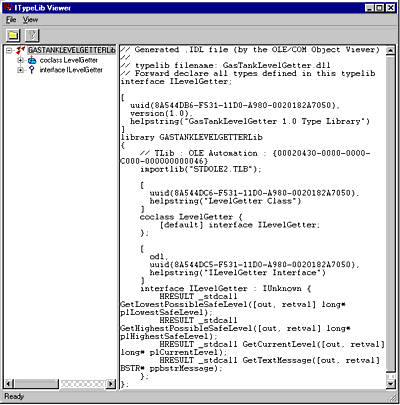 ITypeLib Viewer
File View
GASTANKLEVELGETTERLib
coclass LevelGetter
interface ILevelGetter
// Generated .IDL file (by the OLE/COM Object Viewer)
//
// typelib filename: GasTankLevelGetter.dll
// Forward declare all types defined in this typelib
interface ILevelGetter;
[
uuid(8A544DB6-F531-11D0-A980-0020182A7050),
version(1.0),
helpstring("GasTankLevelGetter 1.0 Type Library")
]
library GASTANKLEVELGETTERLib
{
// TLib : OLE Automation : {00020430-0000-0000-
C000-000000000046}
importlib("STDOLE2.TLB");
[
uuid(8A544DC6-F531-11D0-A980-0020182A7050),
helpstring("LevelGetter Class")
]
coclass LevelGetter {
[default] interface ILevelGetter;
};
[
odl,
uuid(8A544DC5-F531-11D0-A980-0020182A7050),
helpstring("ILevelGetter Interface")
]
interface ILevelGetter : IUnknown {
HRESULT _stdcall
GetLowestPossibleSafeLevel([out, retval] long*
plLowestSafeLevel);
HRESULT _stdcall
GetHighestPossibleSafeLevel([out, retval] long*
plHighestSafeLevel);
HRESULT _stdcall GetCurrentLevel([out, retval]
long* plCurrentLevel);
HRESULT _stdcall GetTextMessage([out, retval]
BSTR* ppbstrMessage);
};
};
Ready